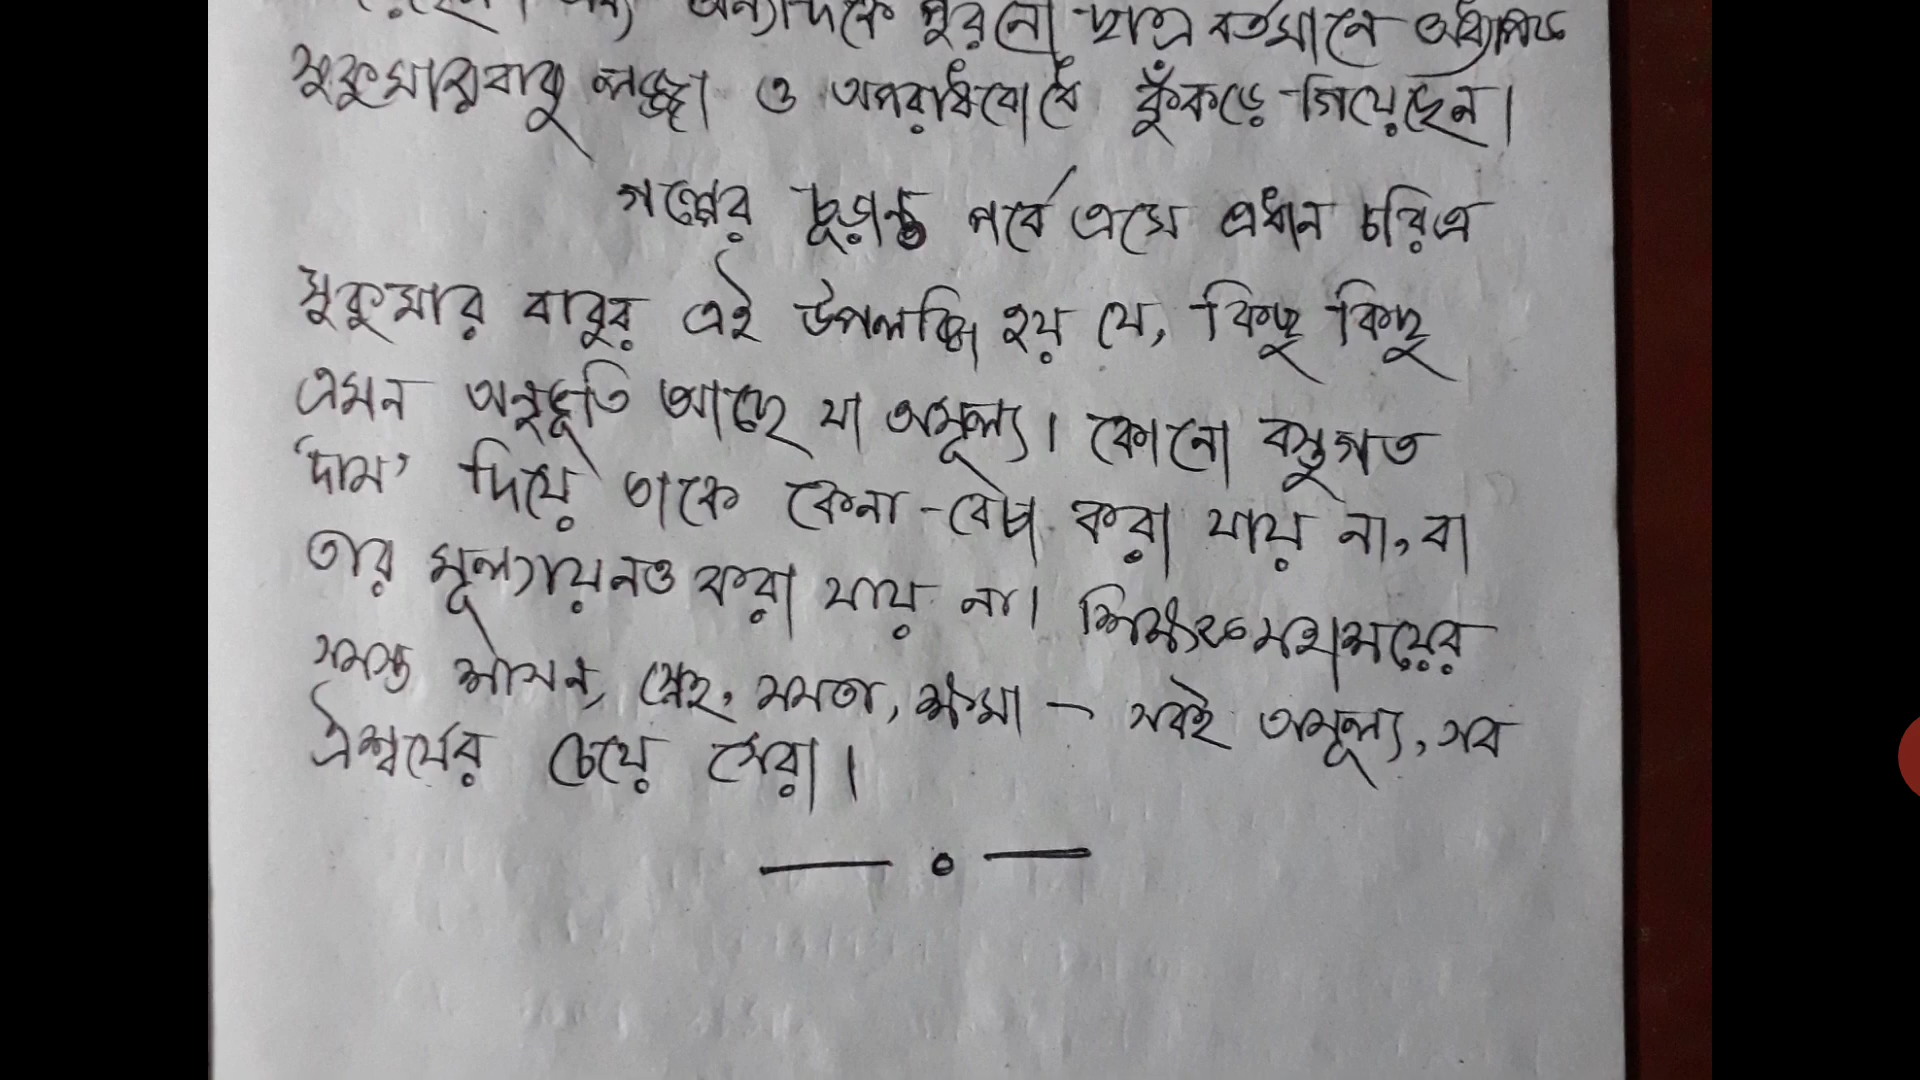 অন্যদিকে পুরনো ছাত্র বর্তমানে অধ্যাপক
সুকুমারবাবু লজ্জা ও অপরাধবোধে কুঁকড়ে গিয়েছেন।
গল্পের চূড়ান্ত পর্বে এসে প্রধান চরিত্র
সুকুমার বাবুর এই উপলব্ধি হয় যে, কিছু কিছু
এমন অনুভূতি আছে যা অমূল্য। কোনো বস্তুগত
'দাম' দিয়ে তাকে কেনা-বেচা করা যায় না, বা
তার মূল্যায়নও করা যায় না। মহাশয়ের
সমস্ত শাসন, স্নেহ, মমতা, ক্ষমা – সবই অমূল্য, সব
ঐশ্বর্যের চেয়ে সেরা।